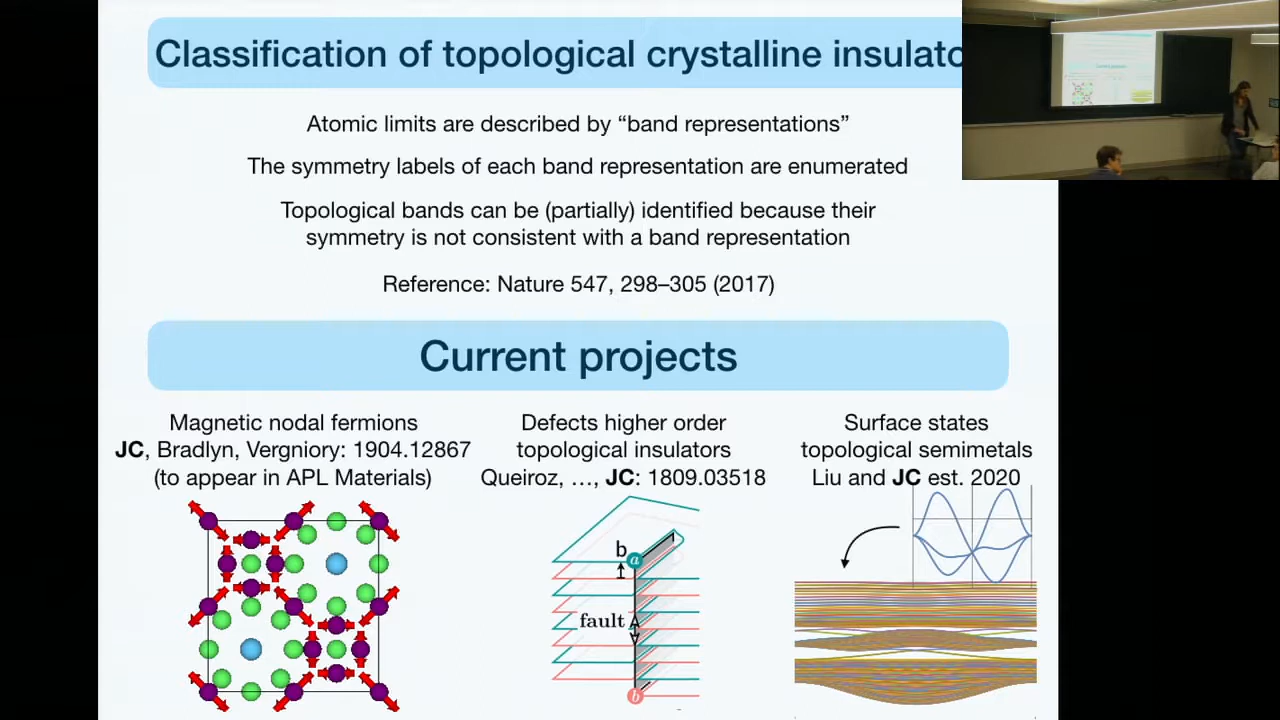 Classification of topological crystalline insulato
Atomic limits are described by “band representations”
The symmetry labels of each band representation are enumerated
Topological bands can be (partially) identified because their
symmetry is not consistent with a band representation
Reference: Nature 547, 298–305 (2017)
Current projects
Magnetic nodal fermions
JC, Bradlyn, Vergniory: 1904.12867
(to appear in APL Materials)
Defects higher order
topological insulators
Queiroz, …, JC: 1809.03518
Surface states
topological semimetals
Liu and JC est. 2020
b
a
fault
b